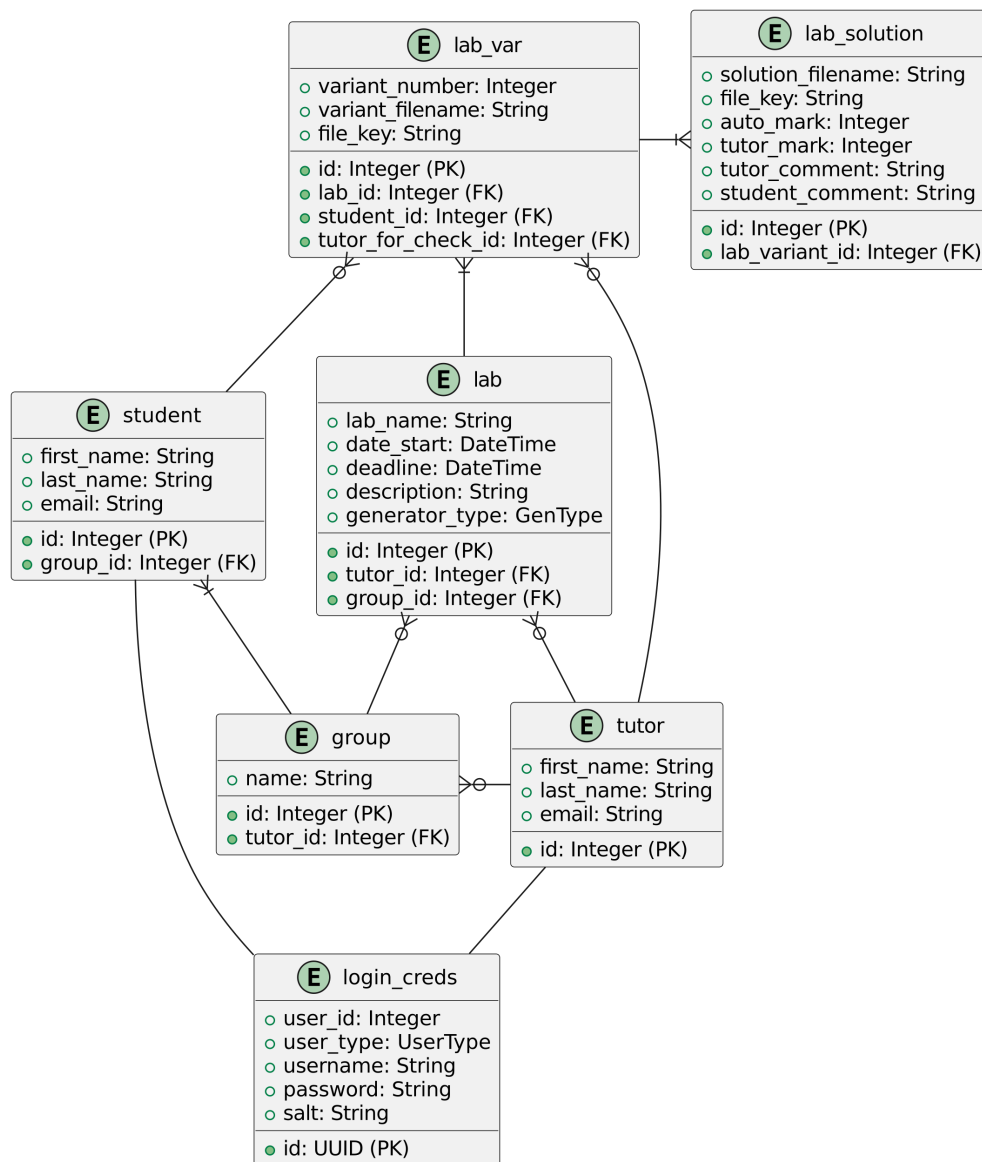 E lab_var
variant_number: Integer
variant_filename: String
file_key: String
id: Integer (PK)
lab_id: Integer (FK)
student_id: Integer (FK)
tutor_for_check_id: Integer (FK)
E lab_solution
solution_filename: String
file_key: String
auto_mark: Integer
tutor_mark: Integer
tutor_comment: String
student_comment: String
id: Integer (PK)
lab_variant_id: Integer (FK)
E student
first_name: String
last_name: String
email: String
id: Integer (PK)
group_id: Integer (FK)
E lab
lab_name: String
date_start: DateTime
deadline: DateTime
description: String
generator_type: GenType
id: Integer (PK)
tutor_id: Integer (FK)
group_id: Integer (FK)
E group
name: String
id: Integer (PK)
tutor_id: Integer (FK)
E tutor
first_name: String
last_name: String
email: String
id: Integer (PK)
E login_creds
user_id: Integer
user_type: UserType
username: String
password: String
salt: String
id: UUID (PK)